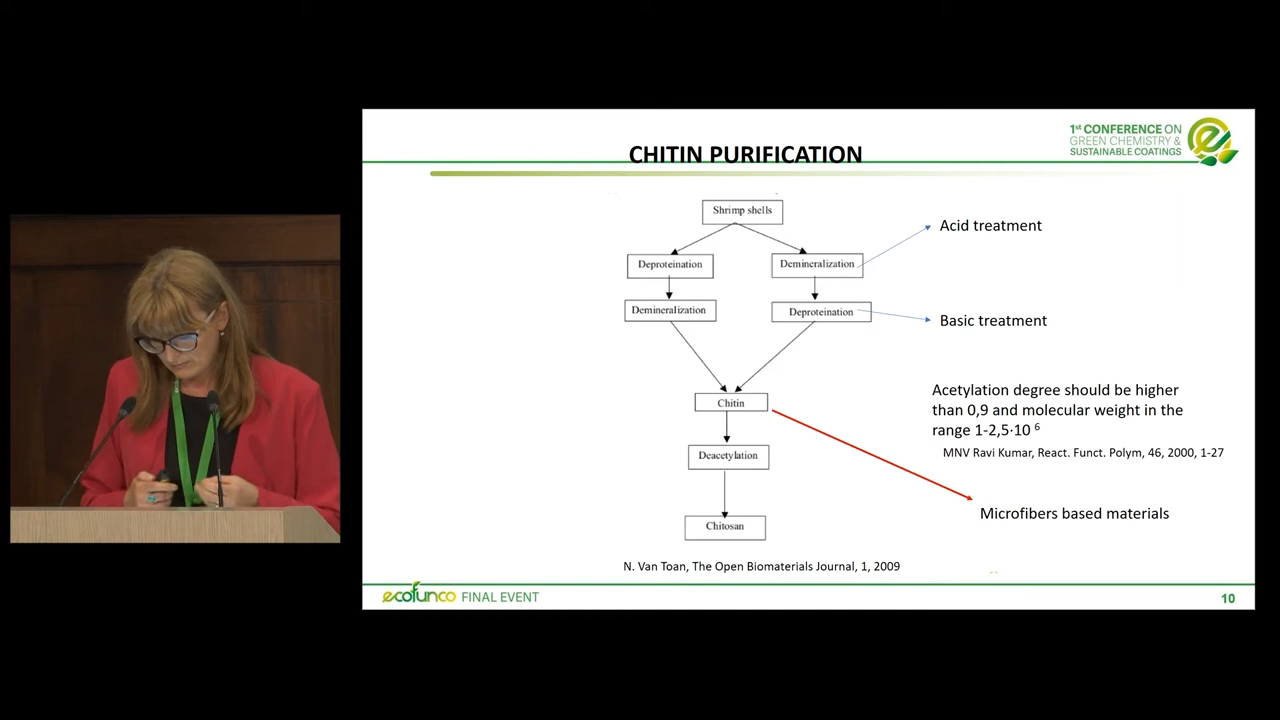 1st CONFERENCE ON
GREEN CHEMISTRY &
SUSTAINABLE COATINGS
CHITIN PURIFICATION
Shrimp shells
Deproteination
Demineralization
Acid treatment
Demineralization
Deproteination
Basic treatment
Chitin
Acetylation degree should be higher
than 0,9 and molecular weight in the
range 1-2,5·10 6
MNV Ravi Kumar, React. Funct. Polym, 46, 2000, 1-27
Deacetylation
Microfibers based materials
Chitosan
N. Van Toan, The Open Biomaterials Journal, 1, 2009
ecofunco FINAL EVENT
10